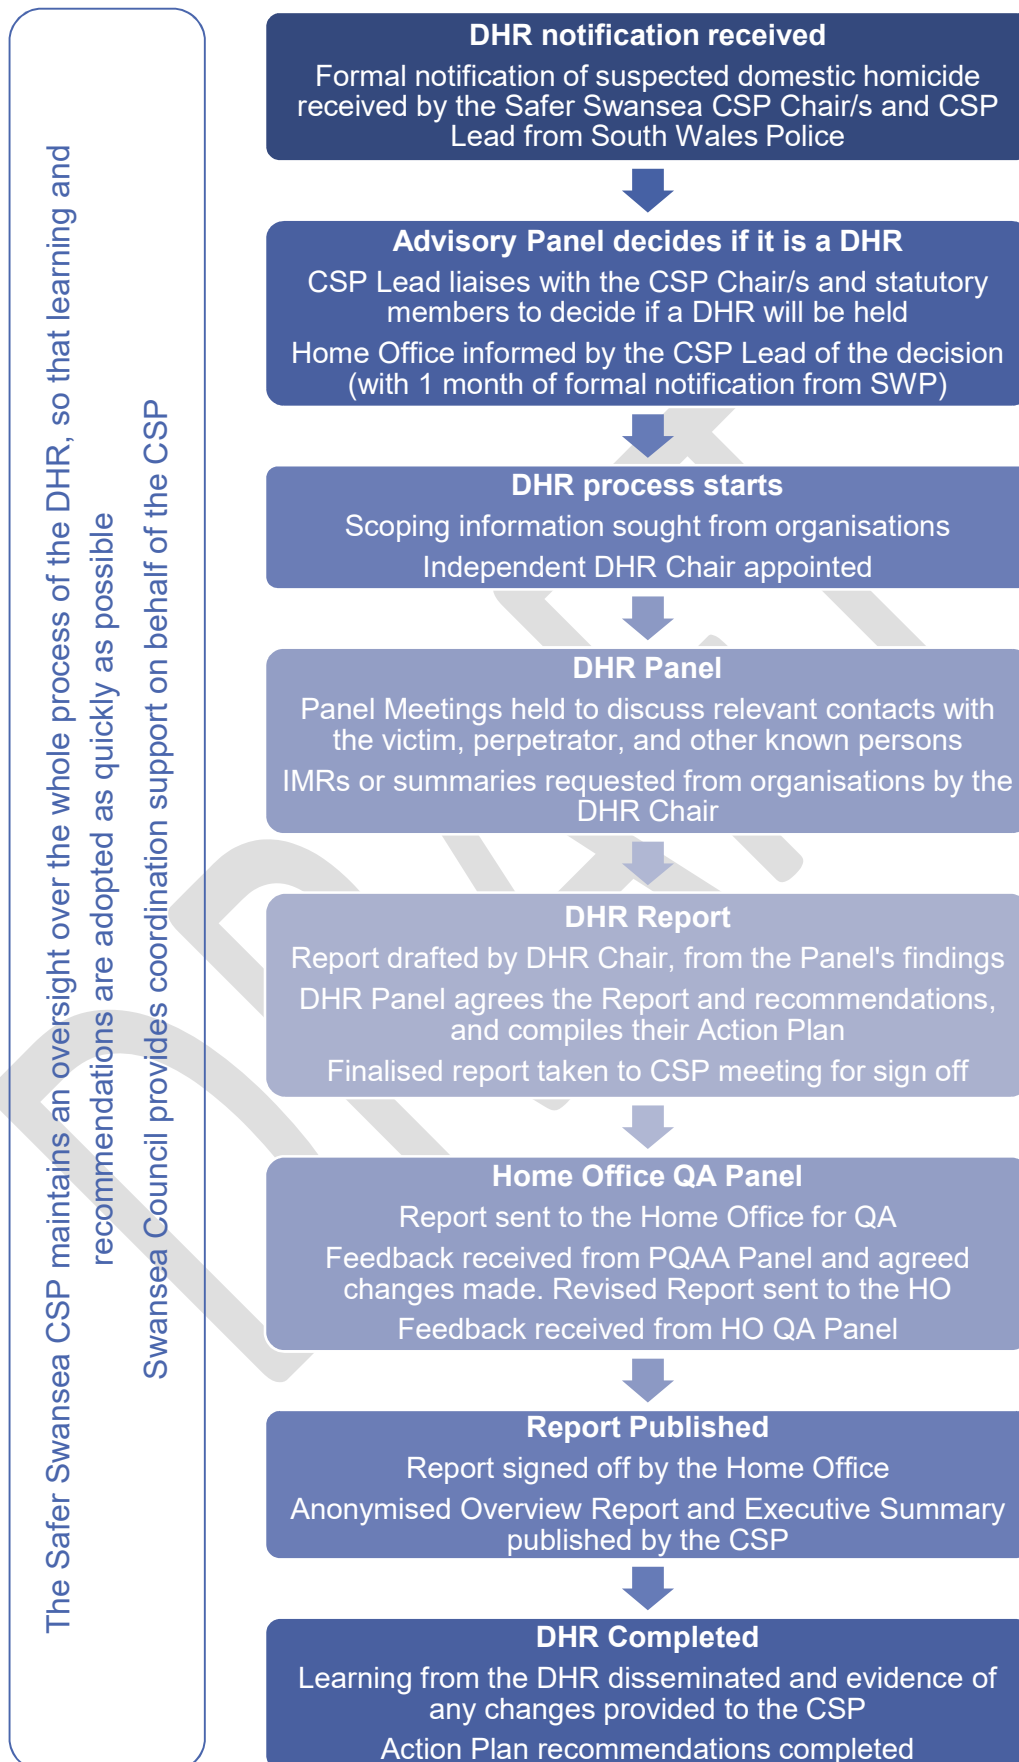 The Safer Swansea CSP maintains an oversight over the whole process of the DHR, so that learning and
recommendations are adopted as quickly as possible
Swansea Council provides coordination support on behalf of the CSP
DHR notification received
Formal notification of suspected domestic homicide
received by the Safer Swansea CSP Chair/s and CSP
Lead from South Wales Police
Advisory Panel decides if it is a DHR
CSP Lead liaises with the CSP Chair/s and statutory
members to decide if a DHR will be held
Home Office informed by the CSP Lead of the decision
(with 1 month of formal notification from SWP)
DHR process starts
Scoping information sought from organisations
Independent DHR Chair appointed
DHR Panel
Panel Meetings held to discuss relevant contacts with
the victim, perpetrator, and other known persons
IMRs or summaries requested from organisations by the
DHR Chair
DHR Report
Report drafted by DHR Chair, from the Panel's findings
DHR Panel agrees the Report and recommendations,
and compiles their Action Plan
Finalised report taken to CSP meeting for sign off
Home Office QA Panel
Report sent to the Home Office for QA
Feedback received from PQAA Panel and agreed
changes made. Revised Report sent to the HO
Feedback received from HO QA Panel
Report Published
Report signed off by the Home Office
Anonymised Overview Report and Executive Summary
published by the CSP
DHR Completed
Learning from the DHR disseminated and evidence of
any changes provided to the CSP
Action Plan recommendations completed
DRAFT